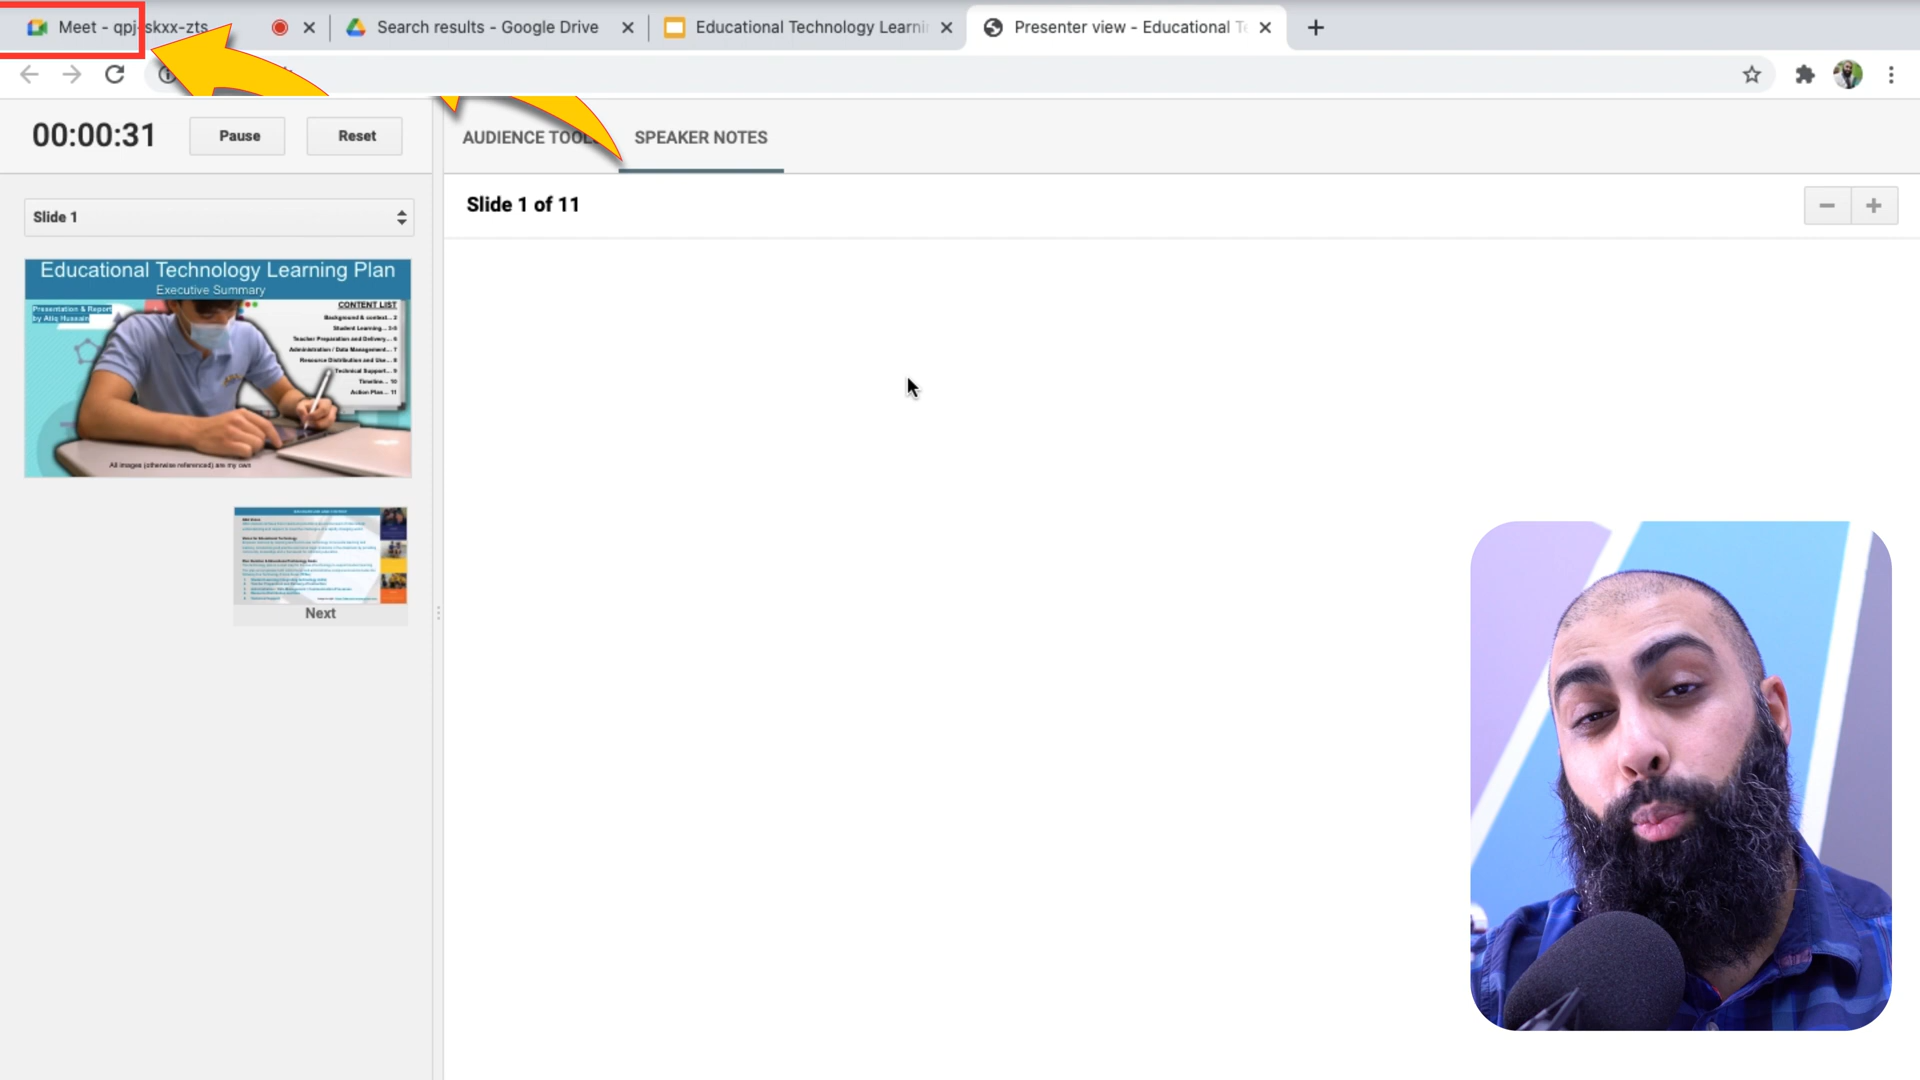 Meet - qpj-skxx-zts
Search results - Google Drive
Educational Technology Learni
Presenter view - Educational Te
00:00:31
Pause
Reset
AUDIENCE TOOLS
SPEAKER NOTES
Slide 1
Slide 1 of 11
Educational Technology Learning Plan
Executive Summary
Presentation & Report
by Atiq Hussain
CONTENT LIST
Background & context... 2
Student Learning... 3-5
Teacher Preparation and Delivery... 6
Administration / Data Management... 7
Resource Distribution and Use... 8
Technical Support... 9
Timeline... 10
Action Plan... 11
All images (otherwise referenced) are my own
Next